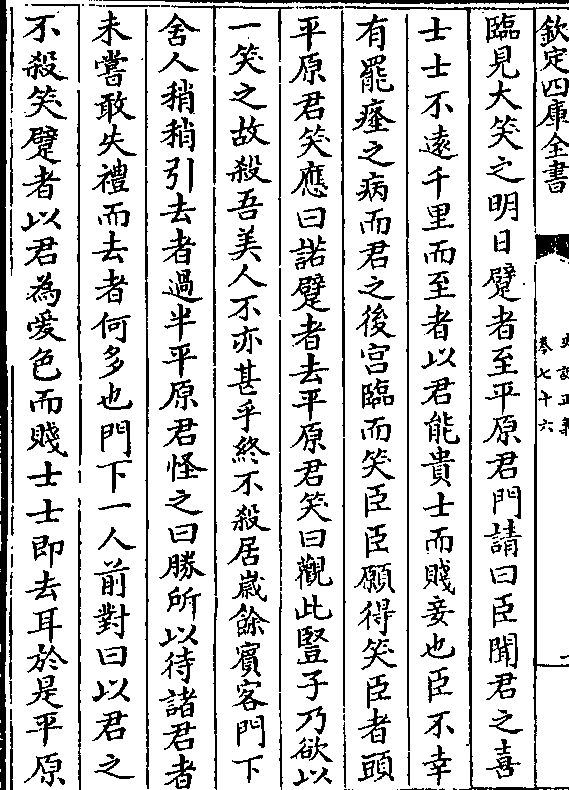 欽定四庫全書
史記正義
卷七十六
臨見大笑之明日躄者至平原君門請曰臣聞君之喜
士士不遠千里而至者以君能貴士而賤妾也臣不幸
有罷癃之病而君之後宫臨而笑臣臣願得笑臣者頭
平原君笑應曰諾躄者去平原君笑曰觀此豎子乃欲以
一笑之故殺吾美人不亦甚乎終不殺居歲餘賓客門下
舍人稍稍引去者過半平原君怪之曰勝所以待諸君者
未嘗敢失禮而去者何多也門下一人前對曰以君之
不殺笑躄者以君為愛色而賤士士即去耳於是平原